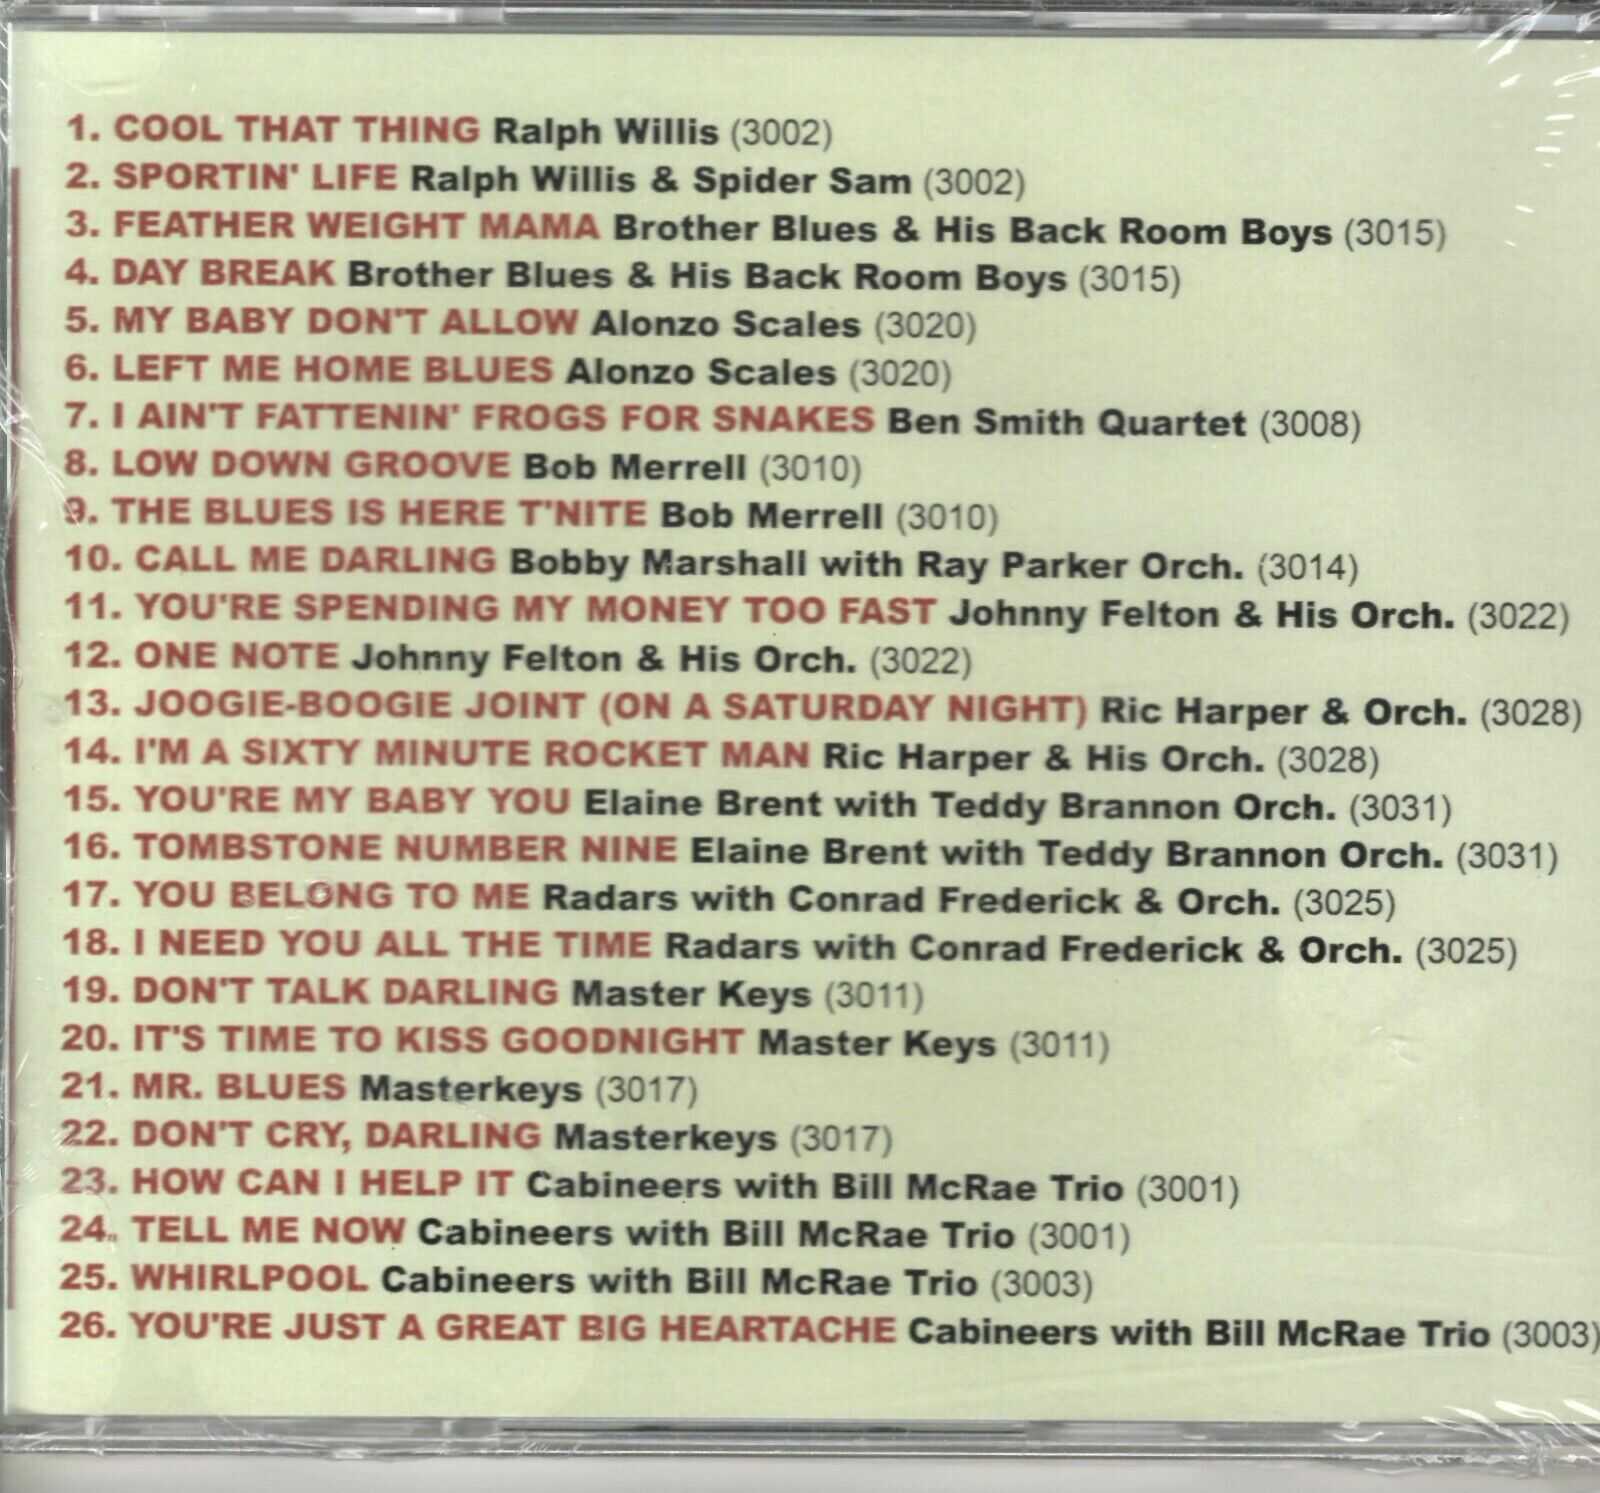 1. COOL THAT THING Ralph Willis (3002)
2. SPORTIN' LIFE Ralph Willis & Spider Sam (3002)
3. FEATHER WEIGHT MAMA Brother Blues & His Back Room Boys (3015)
4. DAY BREAK Brother Blues & His Back Room Boys (3015)
5. MY BABY DON'T ALLOW Alonzo Scales (3020)
6. LEFT ME HOME BLUES Alonzo Scales (3020)
7. I AIN'T FATTENIN' FROGS FOR SNAKES Ben Smith Quartet (3008)
8. LOW DOWN GROOVE Bob Merrell (3010)
9. THE BLUES IS HERE T'NITE Bob Merrell (3010)
10. CALL ME DARLING Bobby Marshall with Ray Parker Orch. (3014)
11. YOU'RE SPENDING MY MONEY TOO FAST Johnny Felton & His Orch. (3022)
12. ONE NOTE Johnny Felton & His Orch. (3022)
13. JOOGIE-BOOGIE JOINT (ON A SATURDAY NIGHT) Ric Harper & Orch. (3028)
14. I'M A SIXTY MINUTE ROCKET MAN Ric Harper & His Orch. (3028)
15. YOU'RE MY BABY YOU Elaine Brent with Teddy Brannon Orch. (3031)
16. TOMBSTONE NUMBER NINE Elaine Brent with Teddy Brannon Orch. (3031)
17. YOU BELONG TO ME Radars with Conrad Frederick & Orch. (3025)
18. I NEED YOU ALL THE TIME Radars with Conrad Frederick & Orch. (3025)
19. DON'T TALK DARLING Master Keys (3011)
20. IT'S TIME TO KISS GOODNIGHT Master Keys (3011)
21. MR. BLUES Masterkeys (3017)
22. DON'T CRY, DARLING Masterkeys (3017)
23. HOW CAN I HELP IT Cabineers with Bill McRae Trio (3001)
24. TELL ME NOW Cabineers with Bill McRae Trio (3001)
25. WHIRLPOOL Cabineers with Bill McRae Trio (3003)
26. YOU'RE JUST A GREAT BIG HEARTACHE Cabineers with Bill McRae Trio (3003)